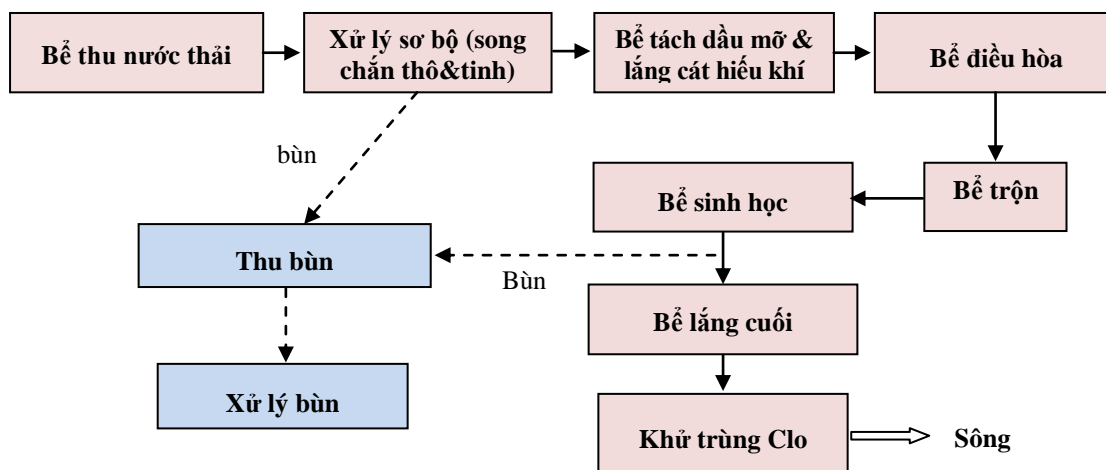 Bể thu nước thải
Xử lý sơ bộ (song
chắn thô&tinh)
Bể tách dầu mỡ &
lắng cát hiếu khí
Bể điều hòa
bùn
Bể sinh học
Bể trộn
Thu bùn
Bùn
Bể lắng cuối
Xử lý bùn
Khử trùng Clo
Sông